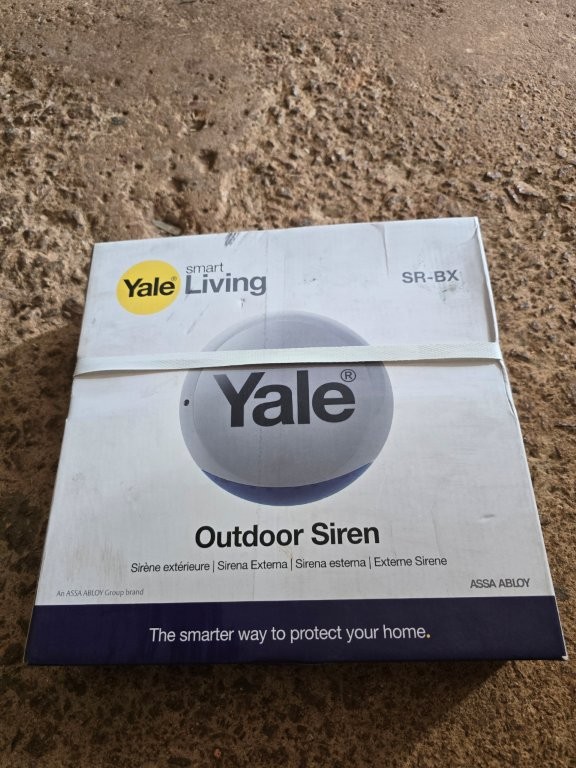 Yale®
smart
Living
SR-BX
Yale®
Outdoor Siren
Sirène extérieure | Sirena Externa | Sirena esterna | Externe Sirene
An ASSA ABLOY Group brand
ASSA ABLOY
The smarter way to protect your home.